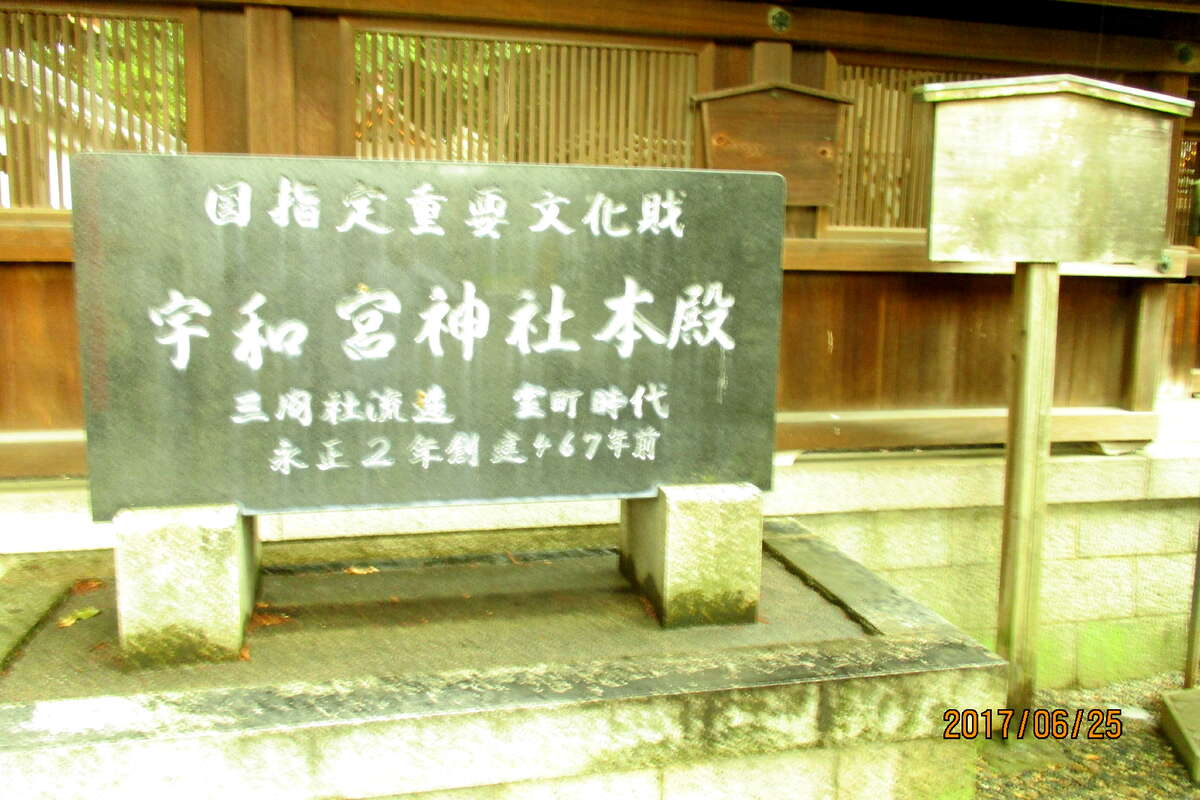 国指定重要文化財
宇和宮神社本殿
三間社流造　室町時代
永正2年創建467年前
2017/06/25